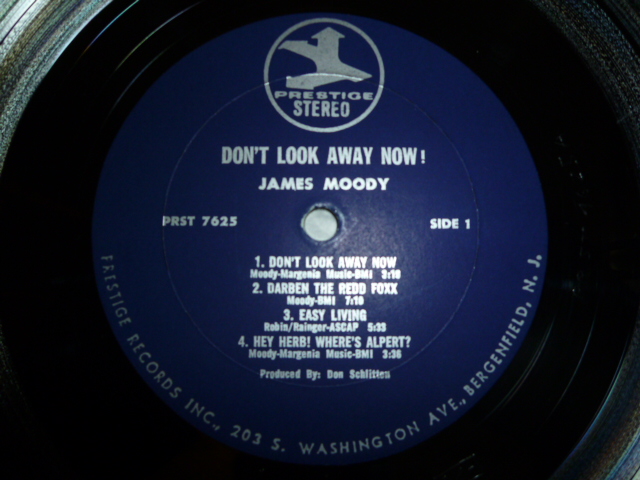 PRESTIGE
STEREO
DON'T LOOK AWAY NOW!
JAMES MOODY
PRST 7625
SIDE 1
1. DON'T LOOK AWAY NOW
Moody-Margenia Music-BMI 3:18
2. DARBEN THE REDD FOXX
Moody-BMI 7:16
3. EASY LIVING
Robin/Rainger-ASCAP 5:33
4. HEY HERB! WHERE'S ALPERT?
Moody-Margenia Music-BMI 3:36
Produced By: Don Schlitten
PRESTIGE RECORDS INC., 203 S. WASHINGTON AVE., BERGENFIELD, N. J.